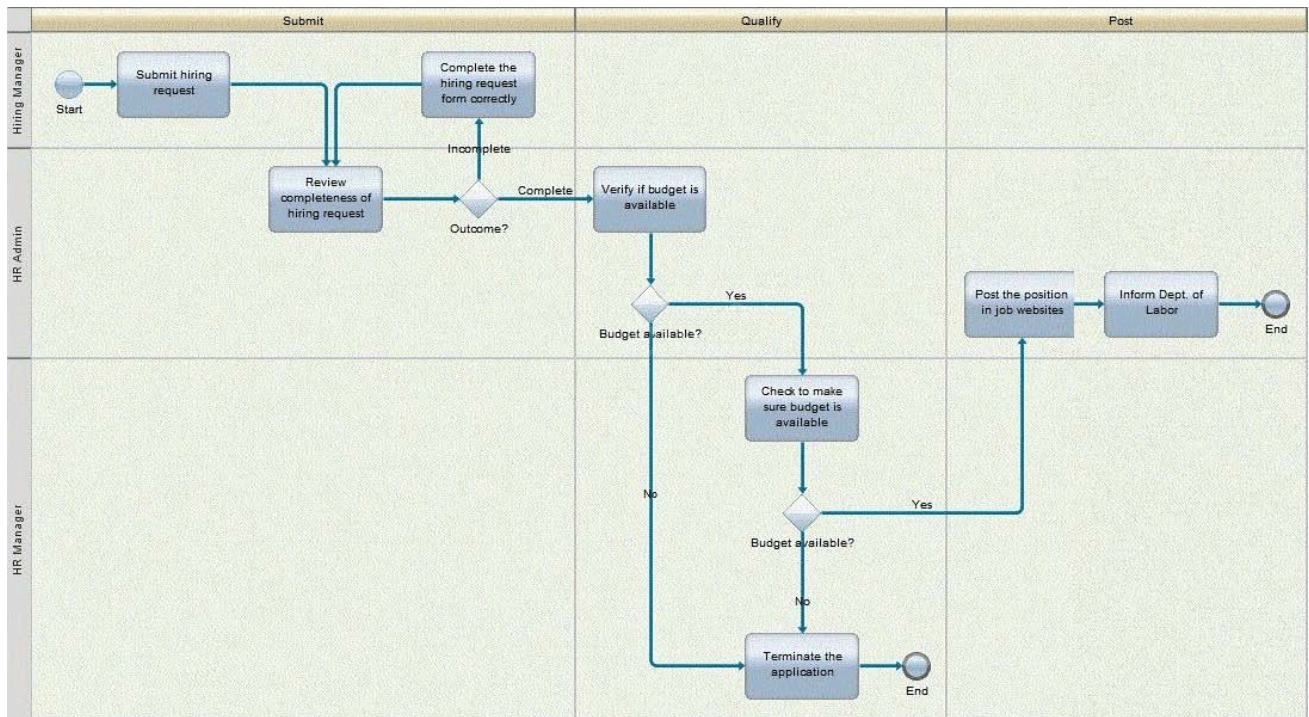 Submit
Qualify
Post
Hiring Manager
Start
Submit hiring
request
Complete the
hiring request
form correctly
Incomplete
HR Admin
Review
completeness of
hiring request
Outcome?
Complete
Verify if budget is
available
Budget available?
Yes
Post the position
in job websites
Inform Dept. of
Labor
End
HR Manager
Check to make
sure budget is
available
No
Budget available?
Yes
No
Terminate the
application
End